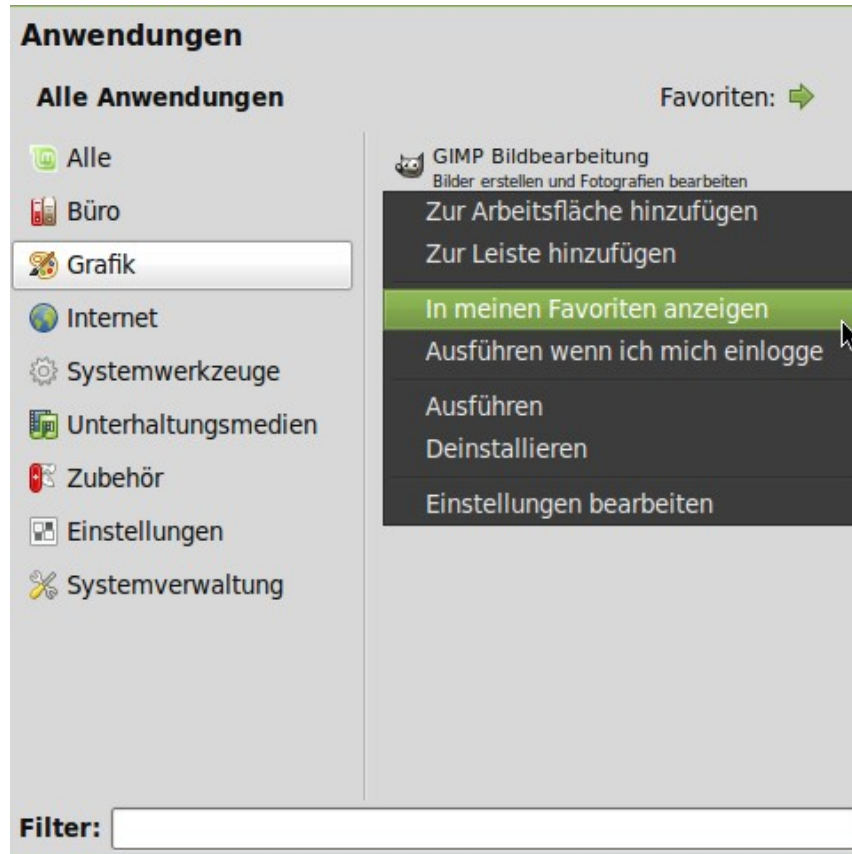 Anwendungen
Alle Anwendungen
Favoriten:
Alle
Büro
Grafik
Internet
Systemwerkzeuge
Unterhaltungsmedien
Zubehör
Einstellungen
Systemverwaltung
GIMP Bildbearbeitung
Bilder erstellen und Fotografien bearbeiten
Zur Arbeitsfläche hinzufügen
Zur Leiste hinzufügen
In meinen Favoriten anzeigen
Ausführen wenn ich mich einlogge
Ausführen
Deinstallieren
Einstellungen bearbeiten
Filter: